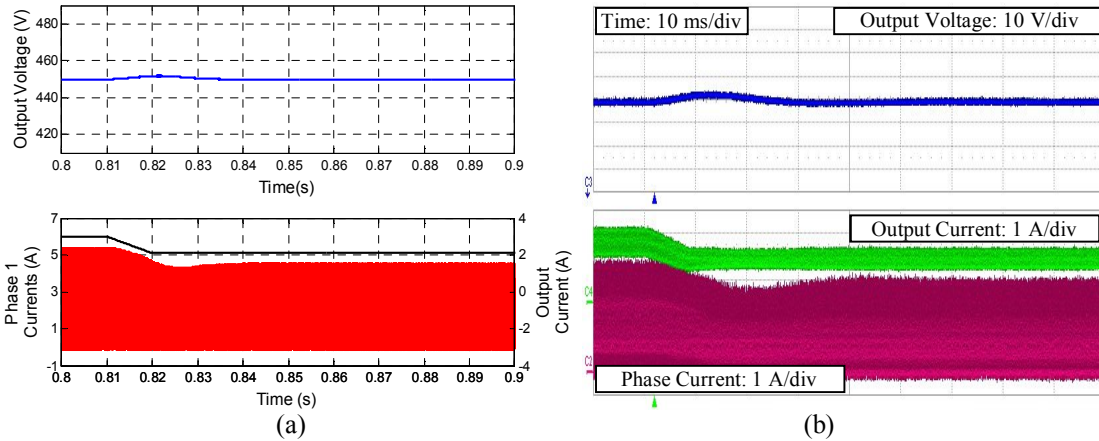 Output Voltage (V)
480
460
440
420
0.8 0.81 0.82 0.83 0.84 0.85 0.86 0.87 0.88 0.89 0.9
Time(s)
Phase 1
Currents (A)
7
5
3
1
-1
4
2
0
-2
-4
Output
Current (A)
0.8 0.81 0.82 0.83 0.84 0.85 0.86 0.87 0.88 0.89 0.9
Time (s)
(a)
Time: 10 ms/div
Output Voltage: 10 V/div
C3
Output Current: 1 A/div
C4
C2
Phase Current: 1 A/div
(b)